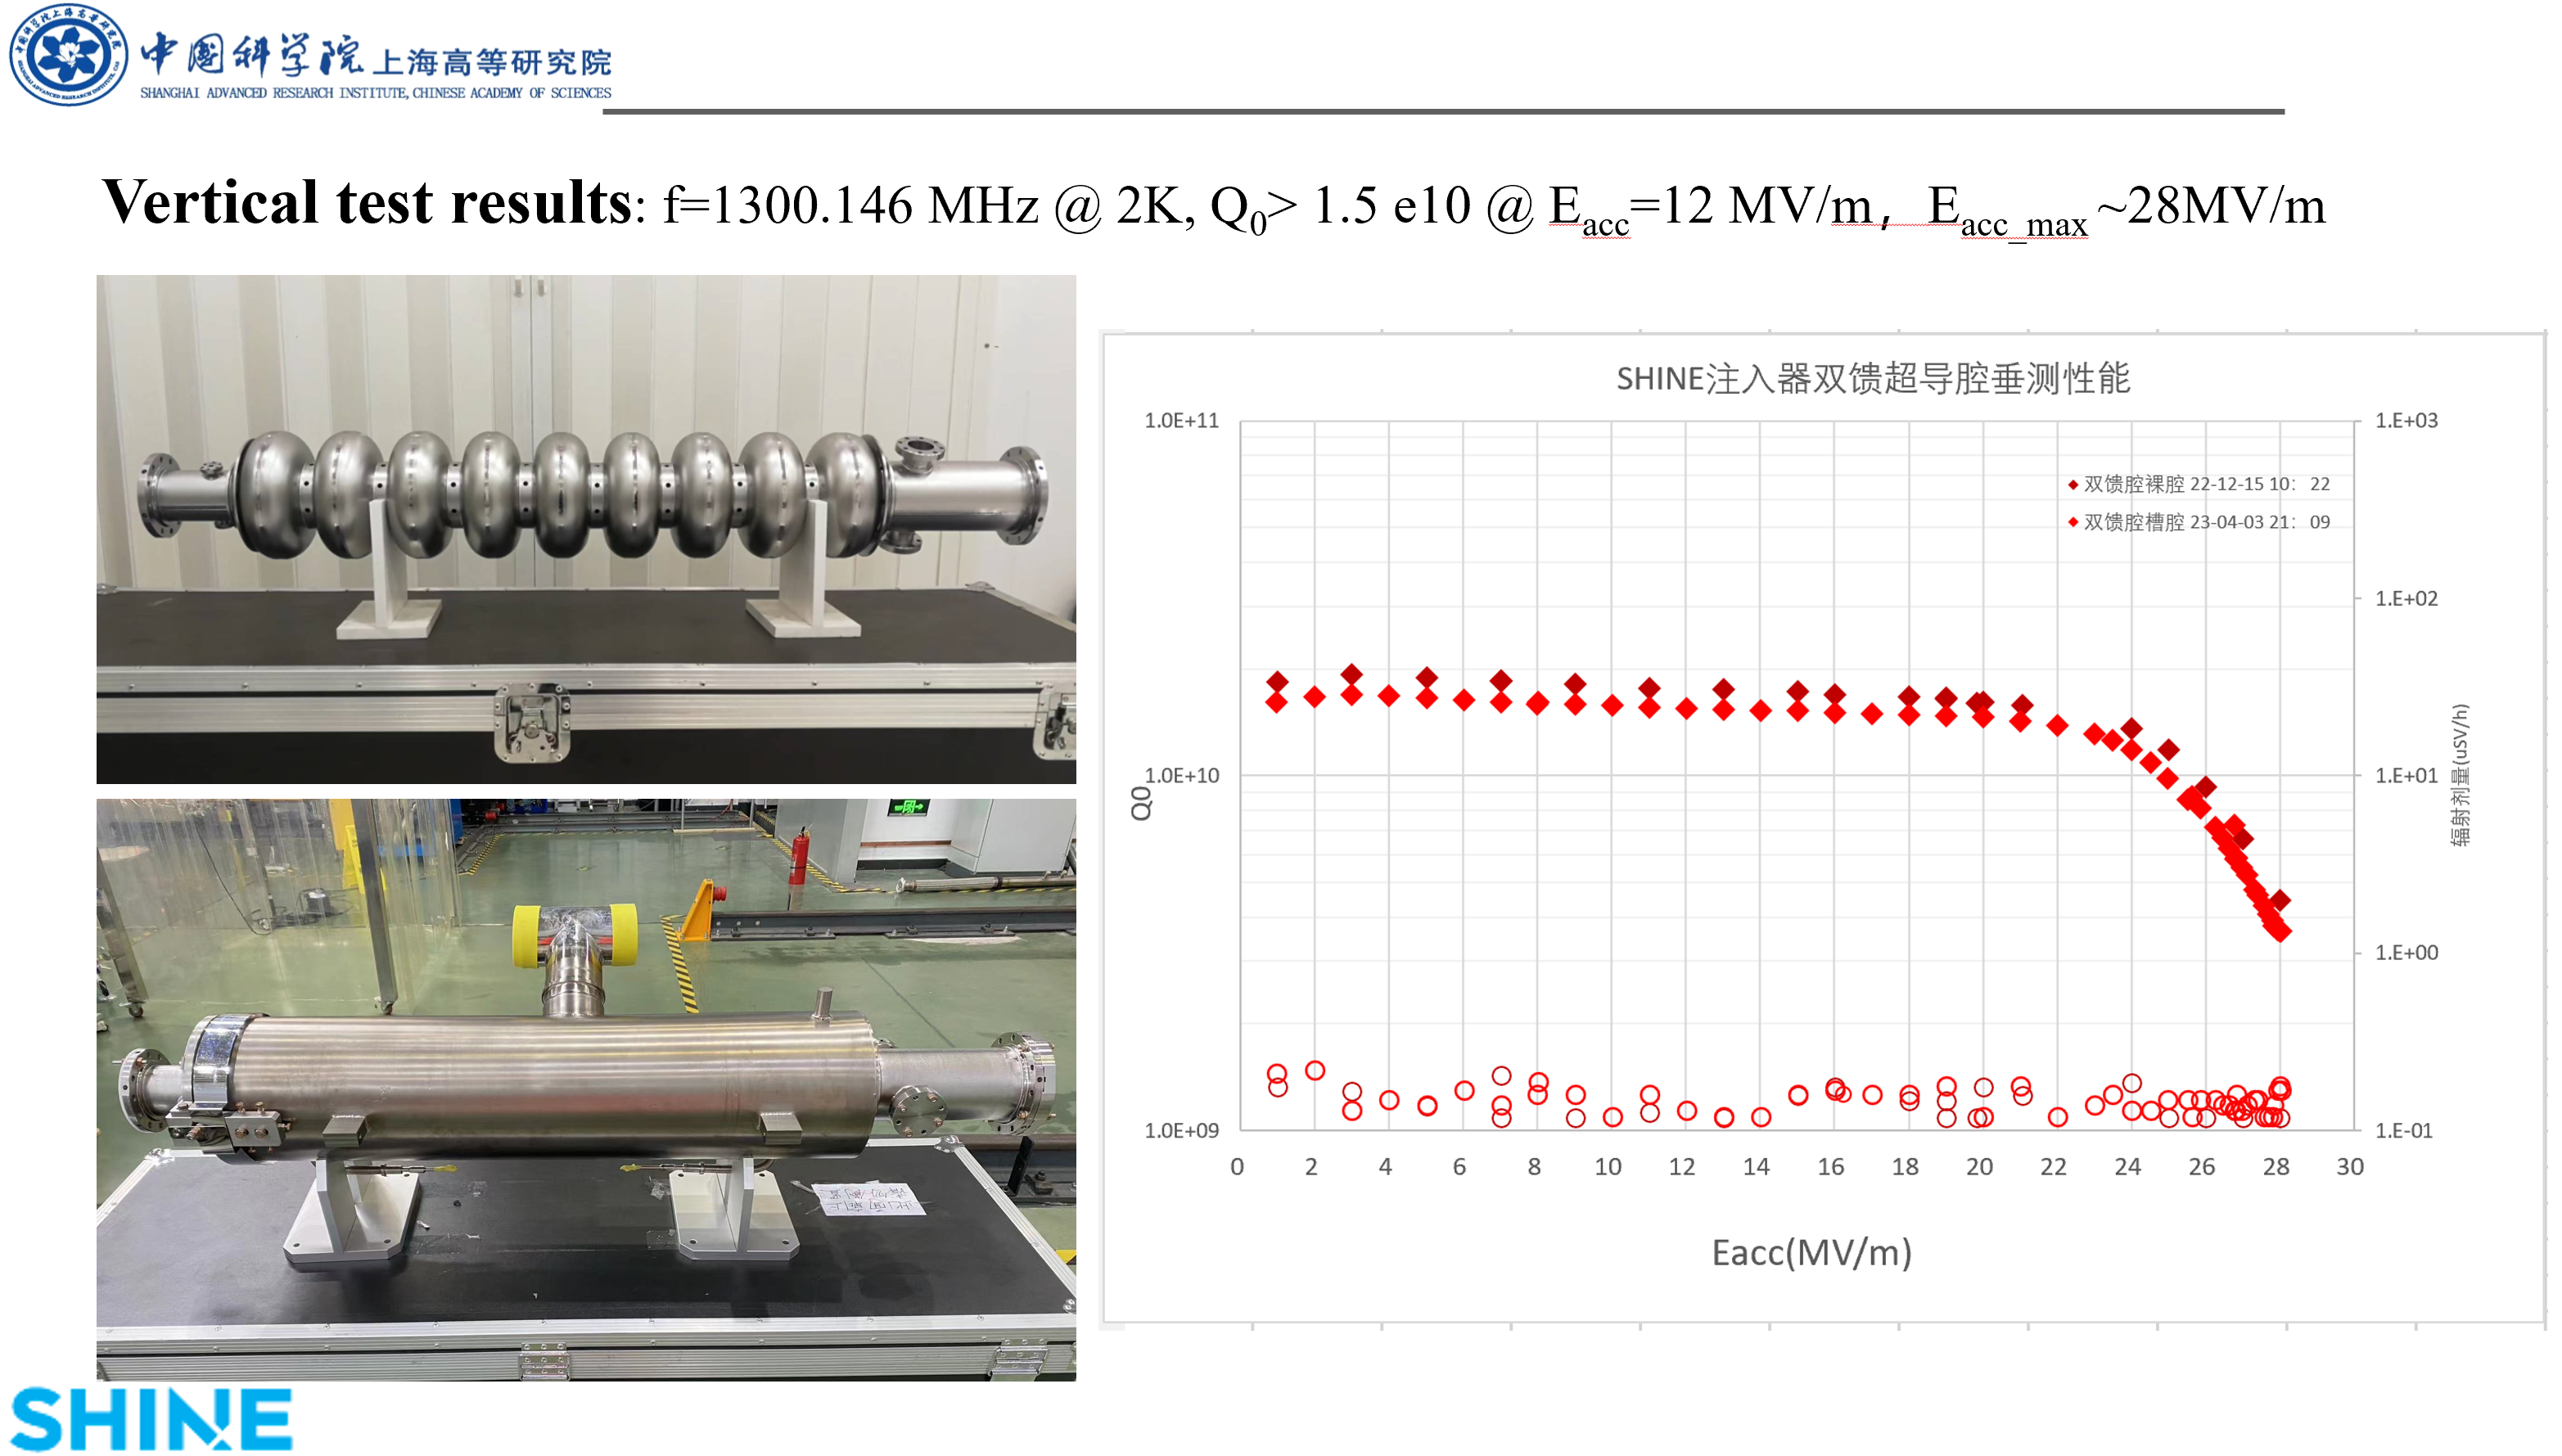 中国科学院上海高等研究院
SHANGHAI ADVANCED RESEARCH INSTITUTE, CHINESE ACADEMY OF SCIENCES
Vertical test results: f=1300.146 MHz @ 2K, Q0> 1.5 e10 @ Eacc=12 MV/m，Eacc_max ~28MV/m
SHINE注入器双馈超导腔垂测性能
1.0E+11
1.E+03
双馈腔裸腔 22-12-15 10：22
双馈腔槽腔 23-04-03 21：09
1.E+02
1.0E+10
1.E+01
Q0
辐射剂量(uSV/h)
1.E+00
1.0E+09
1.E-01
0 2 4 6 8 10 12 14 16 18 20 22 24 26 28 30
Eacc(MV/m)
SHINE